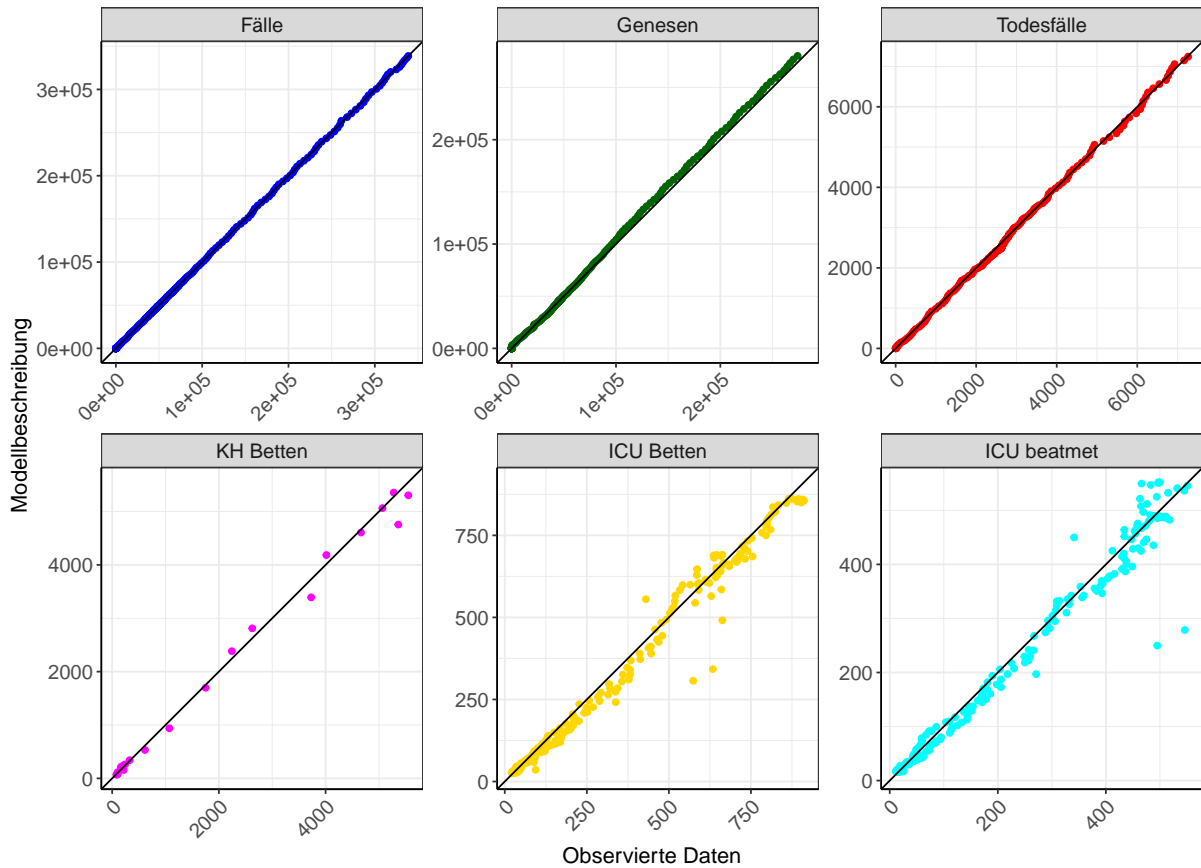 Fälle Genesen Todesfälle
3e+05
2e+05
1e+05
0e+00
2e+05
1e+05
0e+00
6000
4000
2000
0
0e+00 1e+05 2e+05 3e+05
0e+00 1e+05 2e+05
0 2000 4000 6000
Modellbeschreibung
KH Betten ICU Betten ICU beatmet
4000
2000
0
750
500
250
0
400
200
0
0 2000 4000
0 250 500 750
0 200 400
Observierte Daten